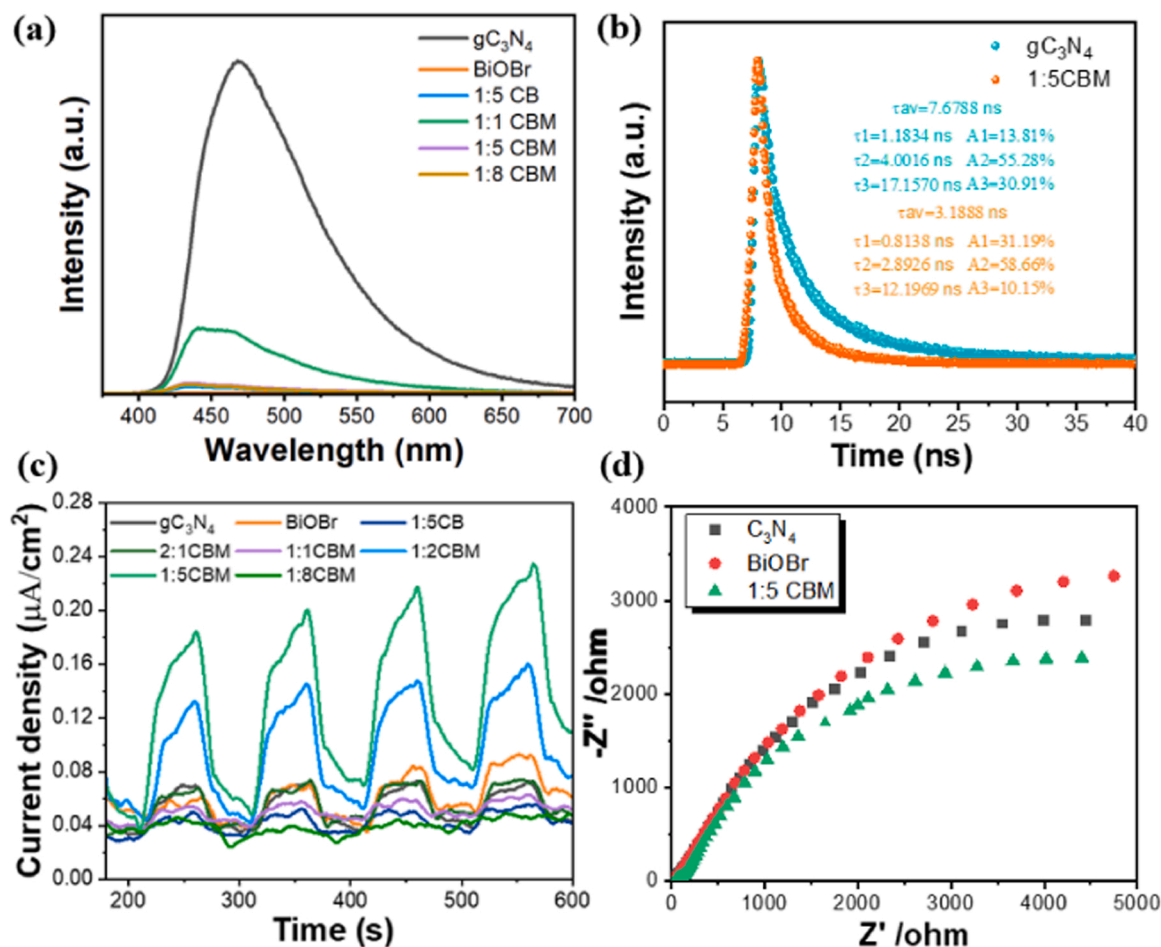 (a)
gC₃N₄
BiOBr
1:5 CB
1:1 CBM
1:5 CBM
1:8 CBM
Intensity (a.u.)
400 450 500 550 600 650 700
Wavelength (nm)
(b)
gC₃N₄
1:5CBM
τav=7.6788 ns
τ1=1.1834 ns A1=13.81%
τ2=4.0016 ns A2=55.28%
τ3=17.1570 ns A3=30.91%
τav=3.1888 ns
τ1=0.8138 ns A1=31.19%
τ2=2.8926 ns A2=58.66%
τ3=12.1969 ns A3=10.15%
Intensity (a.u.)
0 5 10 15 20 25 30 35 40
Time (ns)
(c)
gC₃N₄ BiOBr 1:5CB
2:1CBM 1:1CBM 1:2CBM
1:5CBM 1:8CBM
Current density (μA/cm²)
0.28
0.24
0.20
0.16
0.12
0.08
0.04
0.00
200 300 400 500 600
Time (s)
(d)
C₃N₄
BiOBr
1:5 CBM
-Z" /ohm
4000
3000
2000
1000
0
0 1000 2000 3000 4000 5000
Z' /ohm